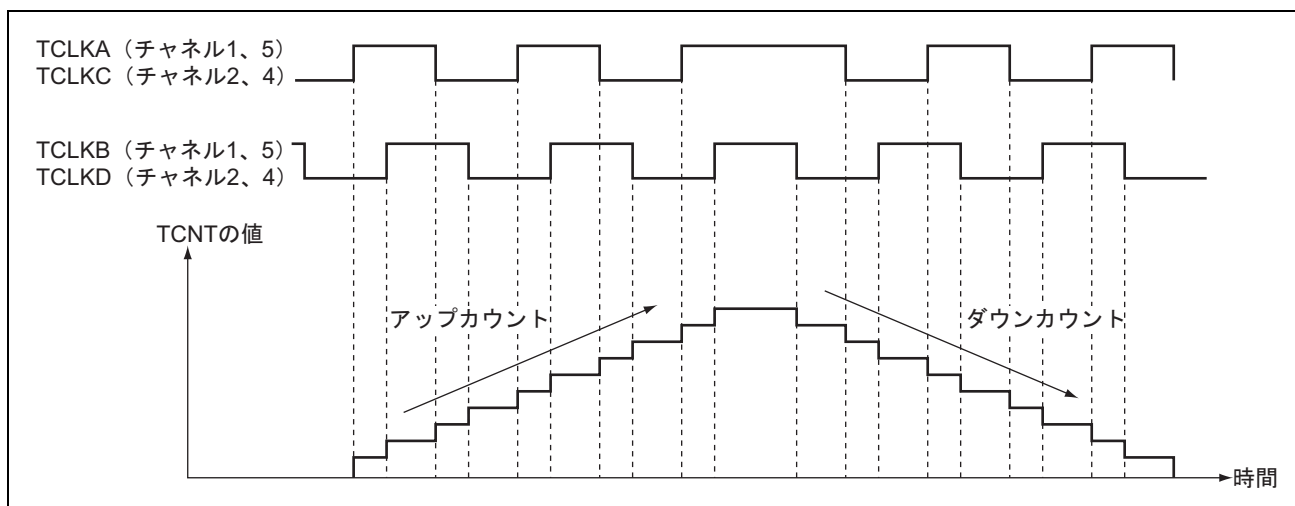 TCLKA（チャネル1、5）
TCLKC（チャネル2、4）
TCLKB（チャネル1、5）
TCLKD（チャネル2、4）
TCNTの値
アップカウント
ダウンカウント
時間